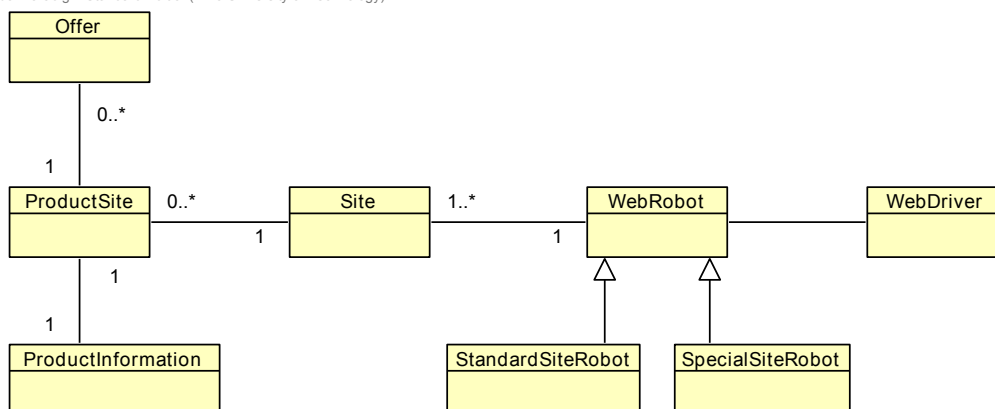 Offer
0..*
1
ProductSite
0..*
1
Site
1..*
1
WebRobot
WebDriver
1
1
ProductInformation
StandardSiteRobot
SpecialSiteRobot